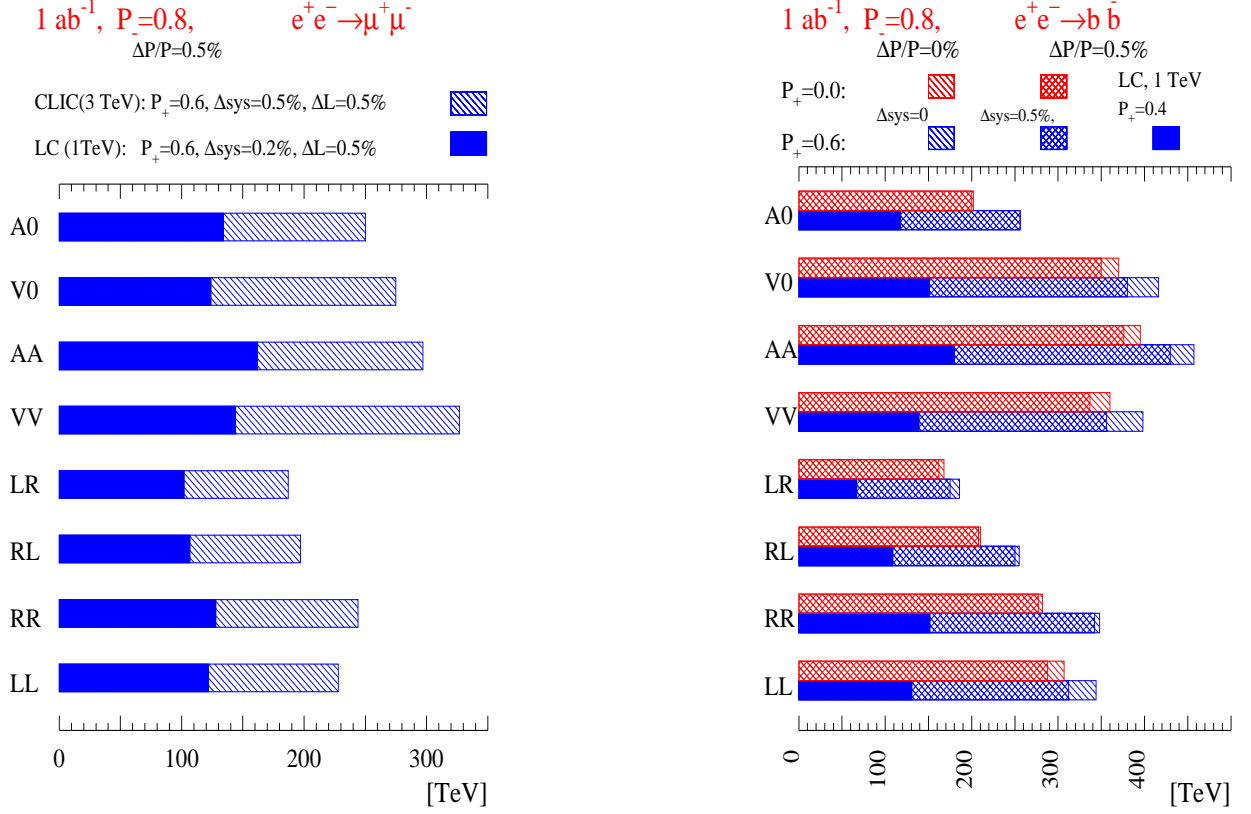 1 ab⁻¹, P₋=0.8, e⁺e⁻→μ⁺μ⁻
ΔP/P=0.5%
CLIC(3 TeV): P₊=0.6, Δsys=0.5%, ΔL=0.5%
LC (1TeV): P₊=0.6, Δsys=0.2%, ΔL=0.5%
A0
V0
AA
VV
LR
RL
RR
LL
0 100 200 300
[TeV]
1 ab⁻¹, P₋=0.8, e⁺e⁻→b b̄
ΔP/P=0% ΔP/P=0.5%
P₊=0.0: LC, 1 TeV
Δsys=0 Δsys=0.5%, P₊=0.4
P₊=0.6:
A0
V0
AA
VV
LR
RL
RR
LL
0 100 200 300 400
[TeV]